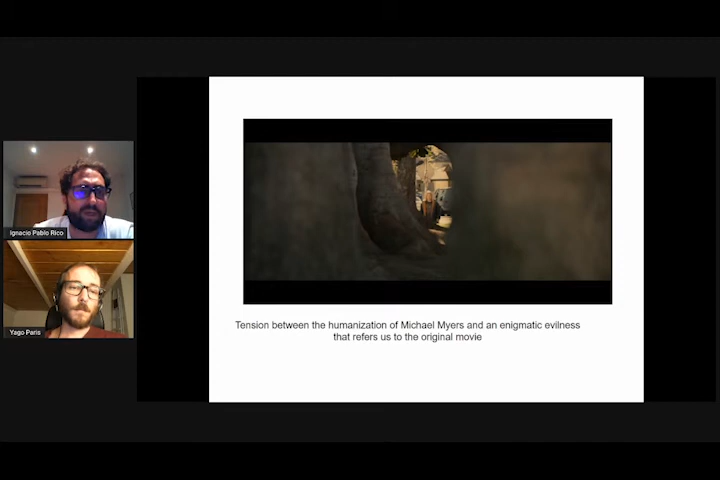 Ignacio Pablo Rico
Yago Paris
Tension between the humanization of Michael Myers and an enigmatic evilness
that refers us to the original movie